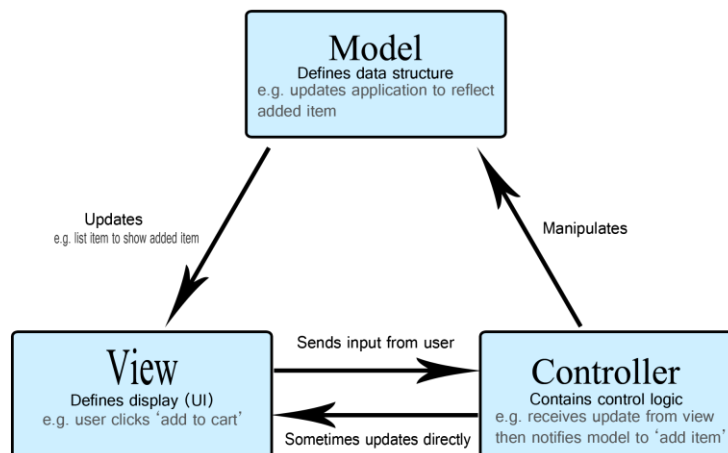 Model
Defines data structure
e.g. updates application to reflect
added item
Updates
e.g. list item to show added item
Manipulates
View
Defines display (UI)
e.g. user clicks ‘add to cart’
Sends input from user
Sometimes updates directly
Controller
Contains control logic
e.g. receives update from view
then notifies model to ‘add item’